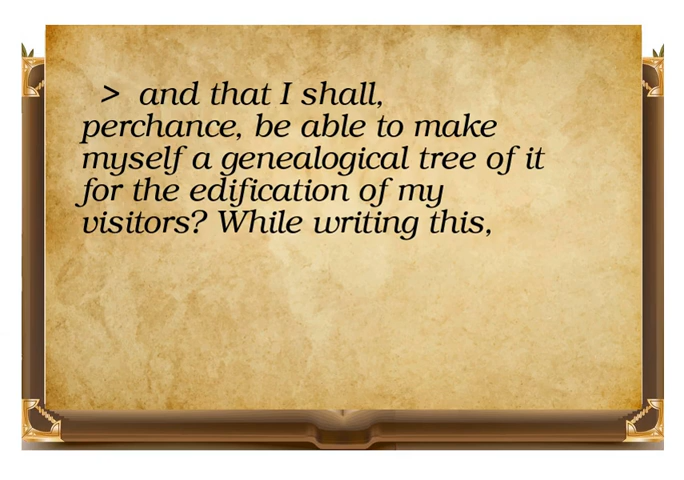 > and that I shall,
perchance, be able to make
myself a genealogical tree of it
for the edification of my
visitors? While writing this,